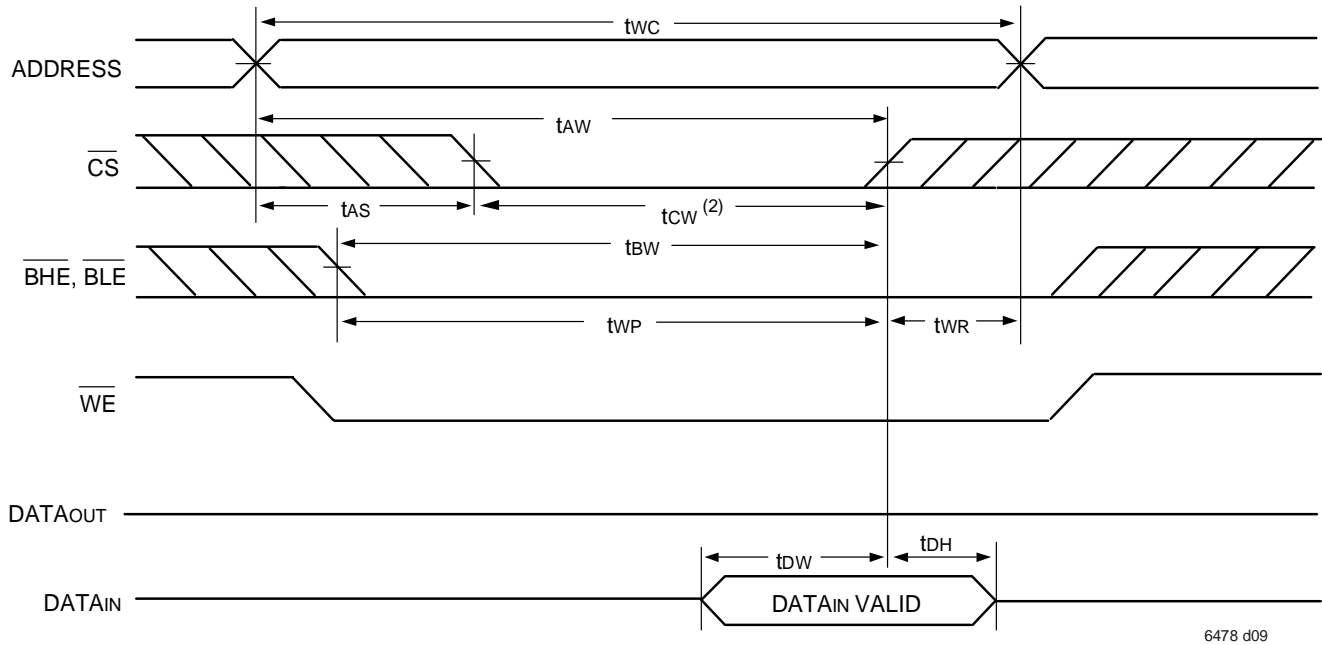 tWC
ADDRESS
tAW
CS
tAS
tCW (2)
tBW
BHE, BLE
tWP
tWR
WE
DATAOUT
tDW
tDH
DATAIN
DATAIN VALID
6478 d09